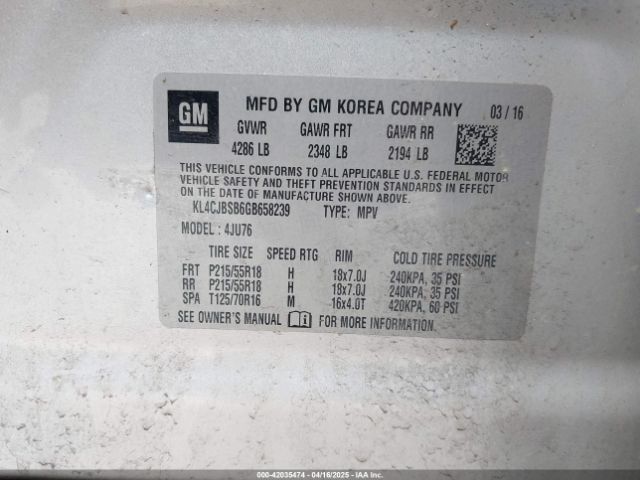 GM MFD BY GM KOREA COMPANY 03 / 16
GVWR GAWR FRT GAWR RR
4286 LB 2348 LB 2194 LB
THIS VEHICLE CONFORMS TO ALL APPLICABLE U.S. FEDERAL MOTOR
VEHICLE SAFETY AND THEFT PREVENTION STANDARDS IN EFFECT
ON THE DATE OF MANUFACTURE SHOWN ABOVE.
KL4CJBSB6GB658239 TYPE: MPV
MODEL : 4JU76
TIRE SIZE SPEED RTG RIM COLD TIRE PRESSURE
FRT P215/55R18 H 18x7.0J 240KPA, 35 PSI
RR P215/55R18 H 18x7.0J 240KPA, 35 PSI
SPA T125/70R16 M 16x4.0T 420KPA, 60 PSI
SEE OWNER'S MANUAL FOR MORE INFORMATION.
000-42035474 - 04/16/2025 - IAA, Inc.